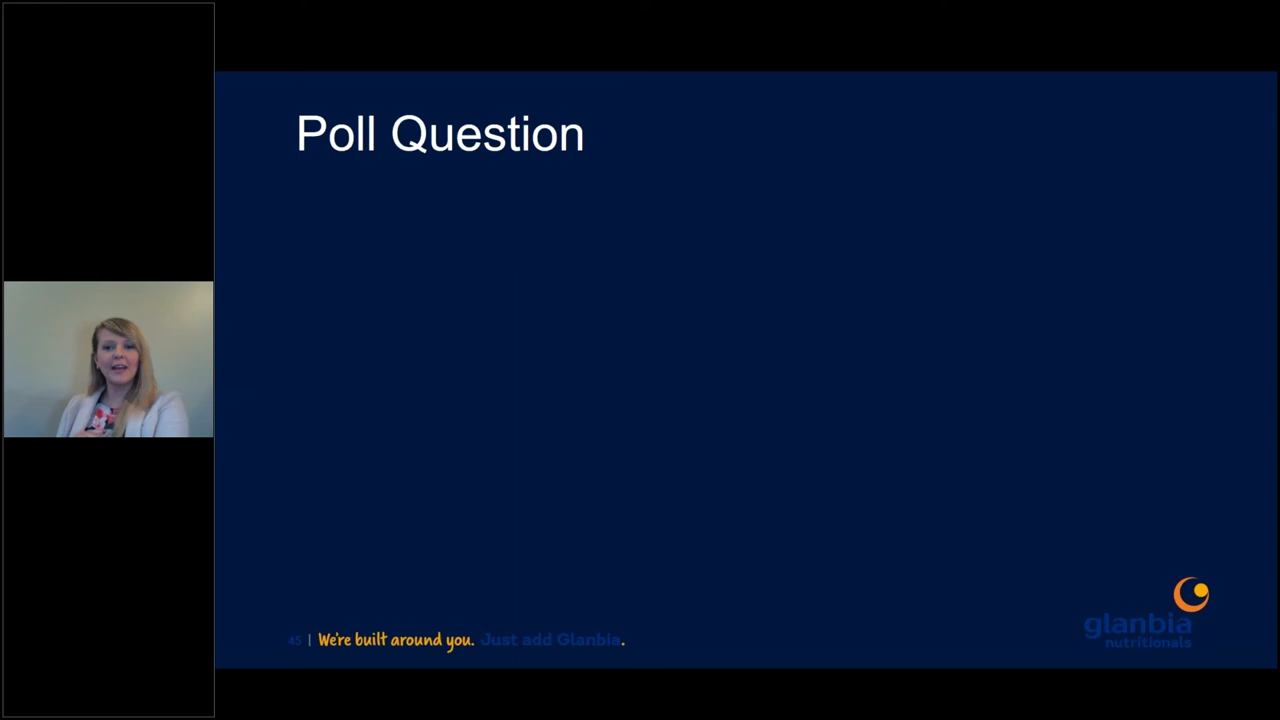 Poll Question
45 | We're built around you. Just add Glanbia.
glanbia
nutritionals